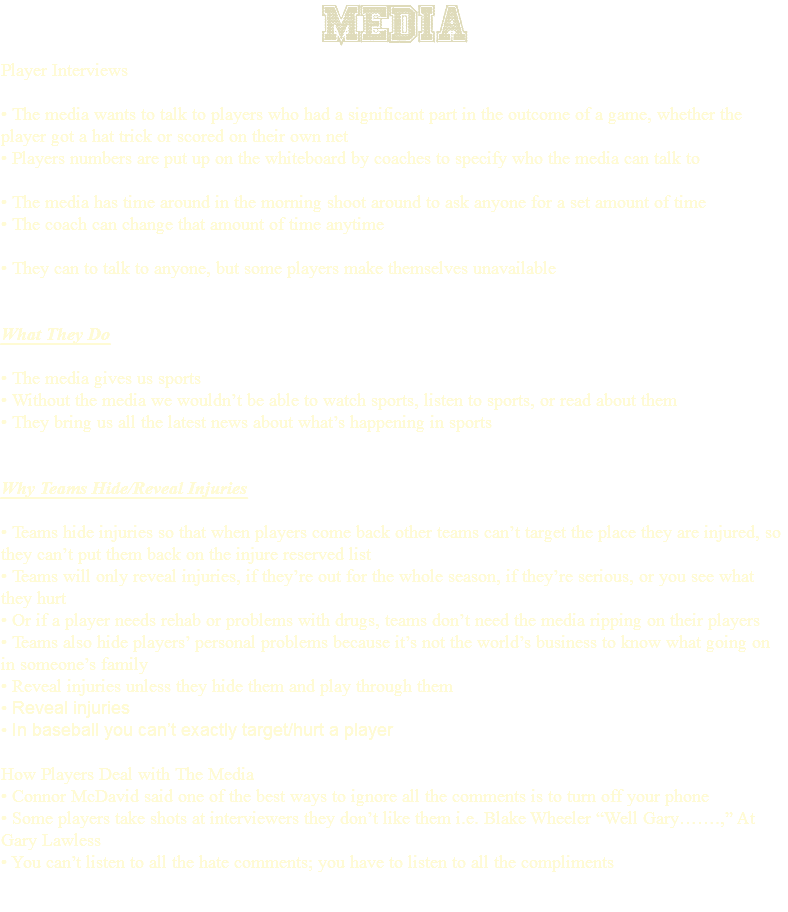 MEDIA
Player Interviews
• The media wants to talk to players who had a significant part in the outcome of a game, whether the
player got a hat trick or scored on their own net
• Players numbers are put up on the whiteboard by coaches to specify who the media can talk to
• The media has time around in the morning shoot around to ask anyone for a set amount of time
• The coach can change that amount of time anytime
• They can to talk to anyone, but some players make themselves unavailable
What They Do
• The media gives us sports
• Without the media we wouldn't be able to watch sports, listen to sports, or read about them
• They bring us all the latest news about what's happening in sports
Why Teams Hide/Reveal Injuries
• Teams hide injuries so that when players come back other teams can't target the place they are injured, so
they can't put them back on the injure reserved list
• Teams will only reveal injuries, if they're out for the whole season, if they're serious, or you see what
they hurt
• Or if a player needs rehab or problems with drugs, teams don't need the media ripping on their players
• Teams also hide players' personal problems because it's not the world's business to know what going on
in someone's family
• Reveal injuries unless they hide them and play through them
• Reveal injuries
• In baseball you can't exactly target/hurt a player
How Players Deal with The Media
• Connor McDavid said one of the best ways to ignore all the comments is to turn off your phone
• Some players take shots at interviewers they don't like them i.e. Blake Wheeler “Well Gary……..” At
Gary Lawless
• You can't listen to all the hate comments; you have to listen to all the compliments